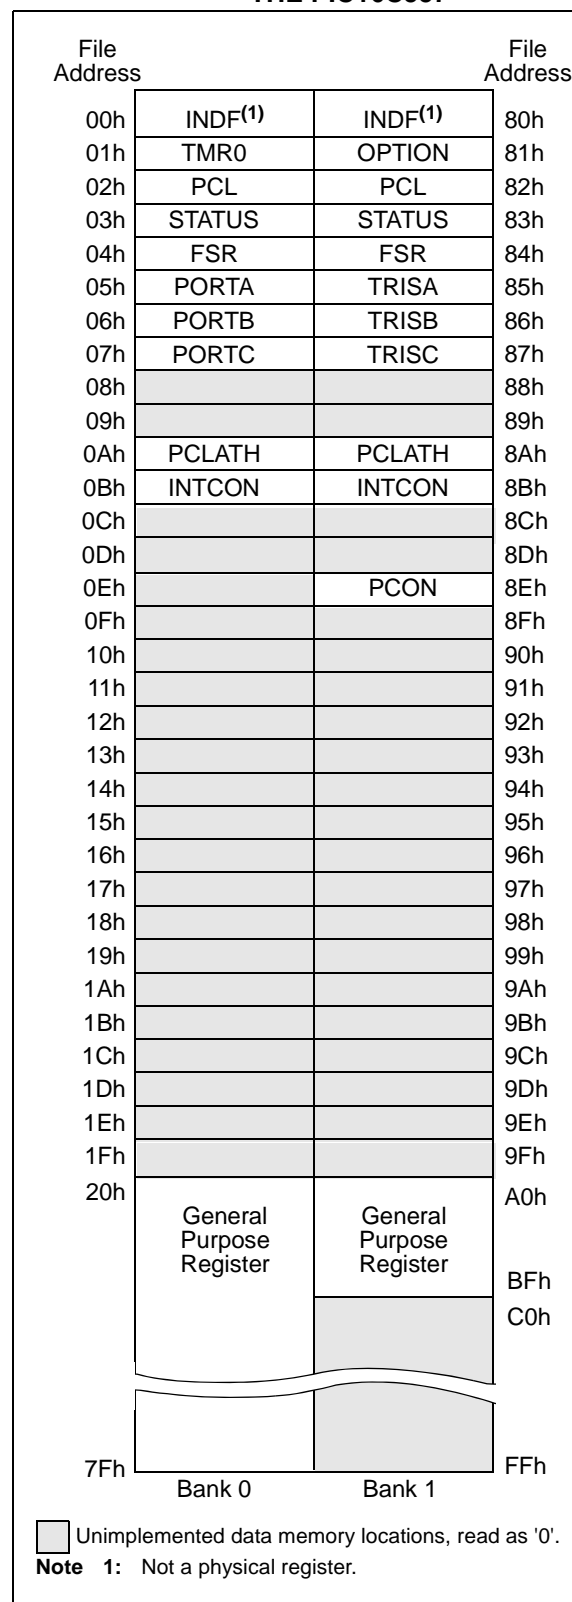 File Address File Address
00h INDF(1) INDF(1) 80h
01h TMR0 OPTION 81h
02h PCL PCL 82h
03h STATUS STATUS 83h
04h FSR FSR 84h
05h PORTA TRISA 85h
06h PORTB TRISB 86h
07h PORTC TRISC 87h
08h 88h
09h 89h
0Ah PCLATH PCLATH 8Ah
0Bh INTCON INTCON 8Bh
0Ch 8Ch
0Dh 8Dh
0Eh PCON 8Eh
0Fh 8Fh
10h 90h
11h 91h
12h 92h
13h 93h
14h 94h
15h 95h
16h 96h
17h 97h
18h 98h
19h 99h
1Ah 9Ah
1Bh 9Bh
1Ch 9Ch
1Dh 9Dh
1Eh 9Eh
1Fh 9Fh
20h A0h
General General
Purpose Purpose
Register Register
BFh
C0h
7Fh FFh
Bank 0 Bank 1
Unimplemented data memory locations, read as '0'.
Note 1: Not a physical register.